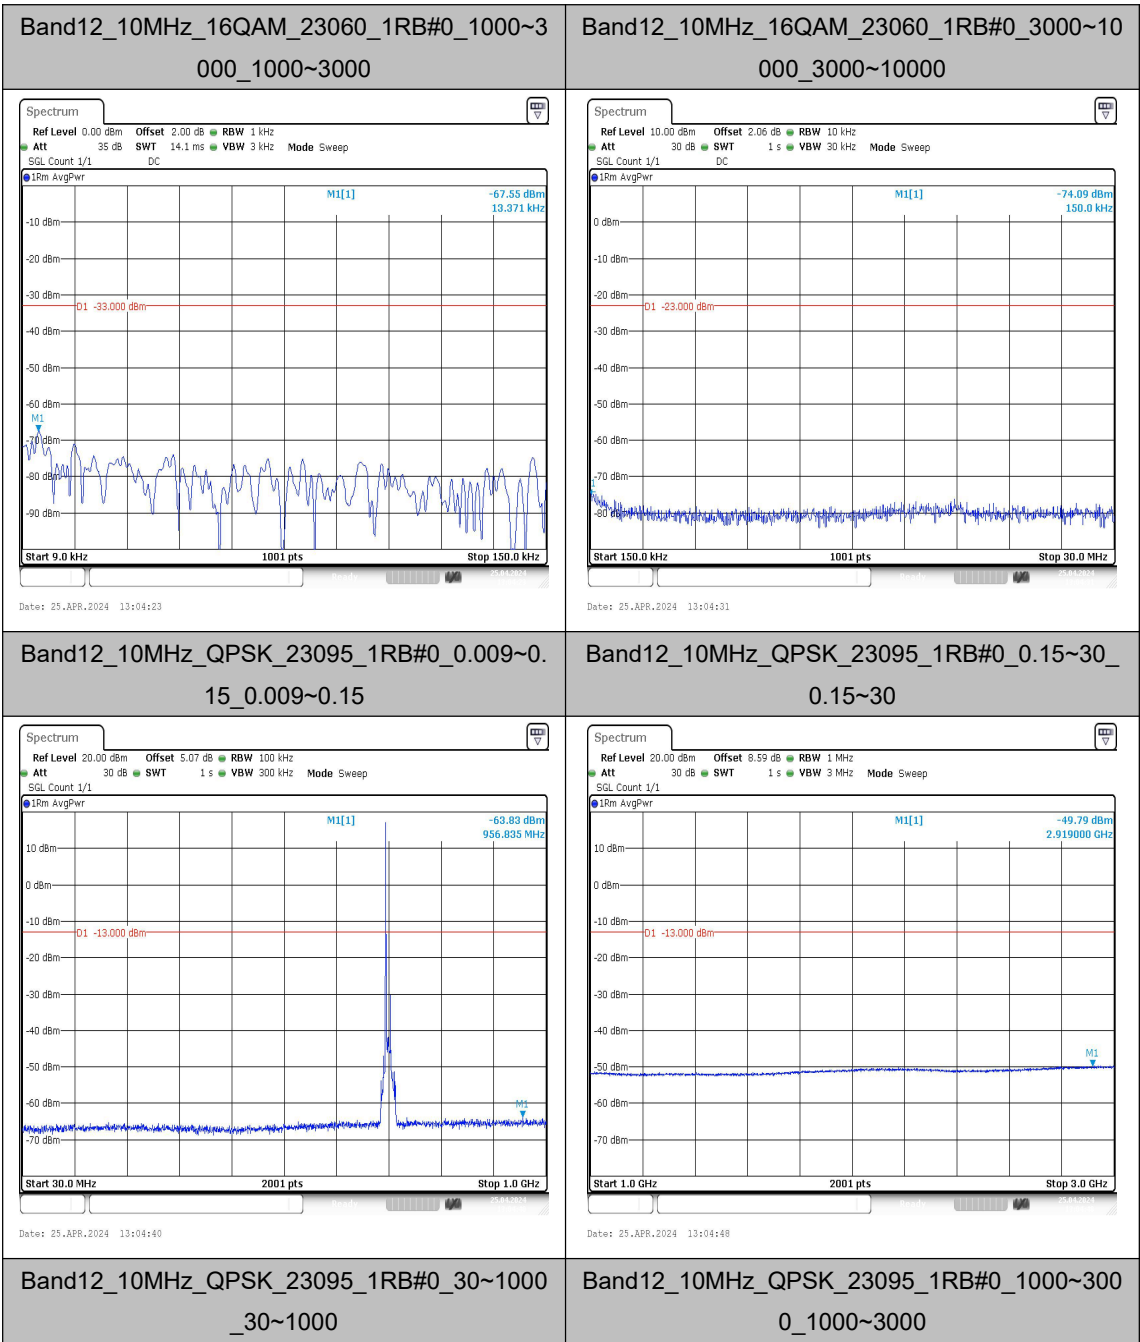 Band12_10MHz_16QAM_23060_1RB#0_1000~3
000_1000~3000
Band12_10MHz_16QAM_23060_1RB#0_3000~10
000_3000~10000
Spectrum
Ref Level 0.00 dBm Offset 2.00 dB RBW 1 kHz
Att 35 dB SWT 14.1 ms VBW 3 kHz Mode Sweep
SGL Count 1/1 DC
1Rm AvgPwr
M1[1] -67.55 dBm
13.371 kHz
-10 dBm
-20 dBm
-30 dBm
D1 -33.000 dBm
-40 dBm
-50 dBm
-60 dBm
M1
-70 dBm
-80 dBm
-90 dBm
Start 9.0 kHz 1001 pts Stop 150.0 kHz
Ready 25.04.2024
Date: 25.APR.2024 13:04:23
Spectrum
Ref Level 10.00 dBm Offset 2.06 dB RBW 10 kHz
Att 30 dB SWT 1 s VBW 30 kHz Mode Sweep
SGL Count 1/1 DC
1Rm AvgPwr
M1[1] -74.09 dBm
150.0 kHz
0 dBm
-10 dBm
-20 dBm
D1 -23.000 dBm
-30 dBm
-40 dBm
-50 dBm
-60 dBm
-70 dBm
-80 dBm
Start 150.0 kHz 1001 pts Stop 30.0 MHz
Ready 25.04.2024
Date: 25.APR.2024 13:04:31
Band12_10MHz_QPSK_23095_1RB#0_0.009~0.
15_0.009~0.15
Band12_10MHz_QPSK_23095_1RB#0_0.15~30_
0.15~30
Spectrum
Ref Level 20.00 dBm Offset 5.07 dB RBW 100 kHz
Att 30 dB SWT 1 s VBW 300 kHz Mode Sweep
SGL Count 1/1
1Rm AvgPwr
M1[1] -63.83 dBm
956.835 MHz
10 dBm
0 dBm
-10 dBm
D1 -13.000 dBm
-20 dBm
-30 dBm
-40 dBm
-50 dBm
-60 dBm
M1
-70 dBm
Start 30.0 MHz 2001 pts Stop 1.0 GHz
Ready 25.04.2024
Date: 25.APR.2024 13:04:40
Spectrum
Ref Level 20.00 dBm Offset 8.59 dB RBW 1 MHz
Att 30 dB SWT 1 s VBW 3 MHz Mode Sweep
SGL Count 1/1
1Rm AvgPwr
M1[1] -49.79 dBm
2.919000 GHz
10 dBm
0 dBm
-10 dBm
D1 -13.000 dBm
-20 dBm
-30 dBm
-40 dBm
M1
-50 dBm
-60 dBm
-70 dBm
Start 1.0 GHz 2001 pts Stop 3.0 GHz
Ready 25.04.2024
Date: 25.APR.2024 13:04:48
Band12_10MHz_QPSK_23095_1RB#0_30~1000
_30~1000
Band12_10MHz_QPSK_23095_1RB#0_1000~300
0_1000~3000